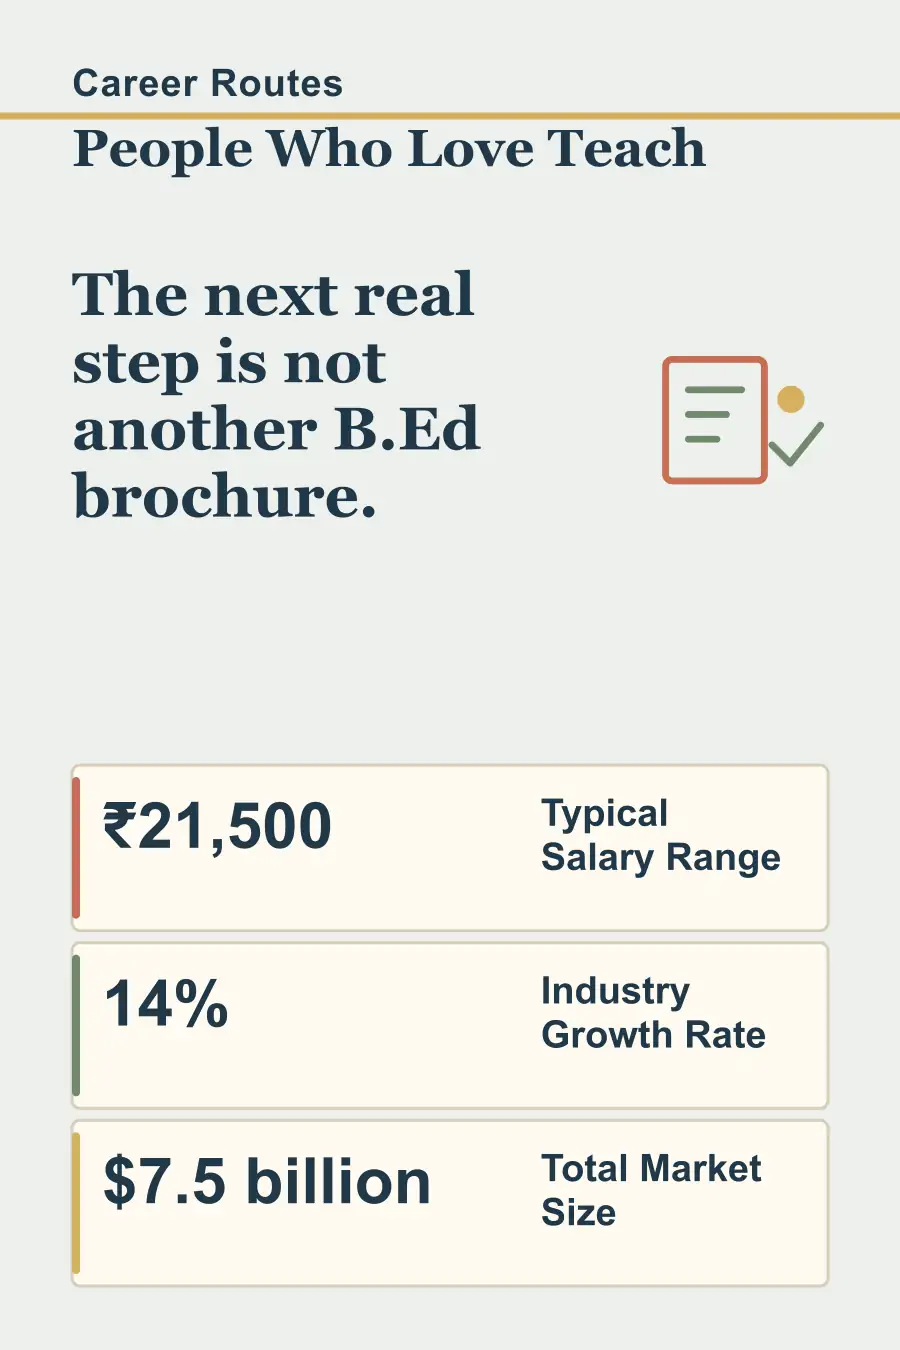 Career Routes
People Who Love Teach
The next real
step is not
another B.Ed
brochure.
₹21,500
Typical
Salary Range
14%
Industry
Growth Rate
$7.5 billion
Total Market
Size